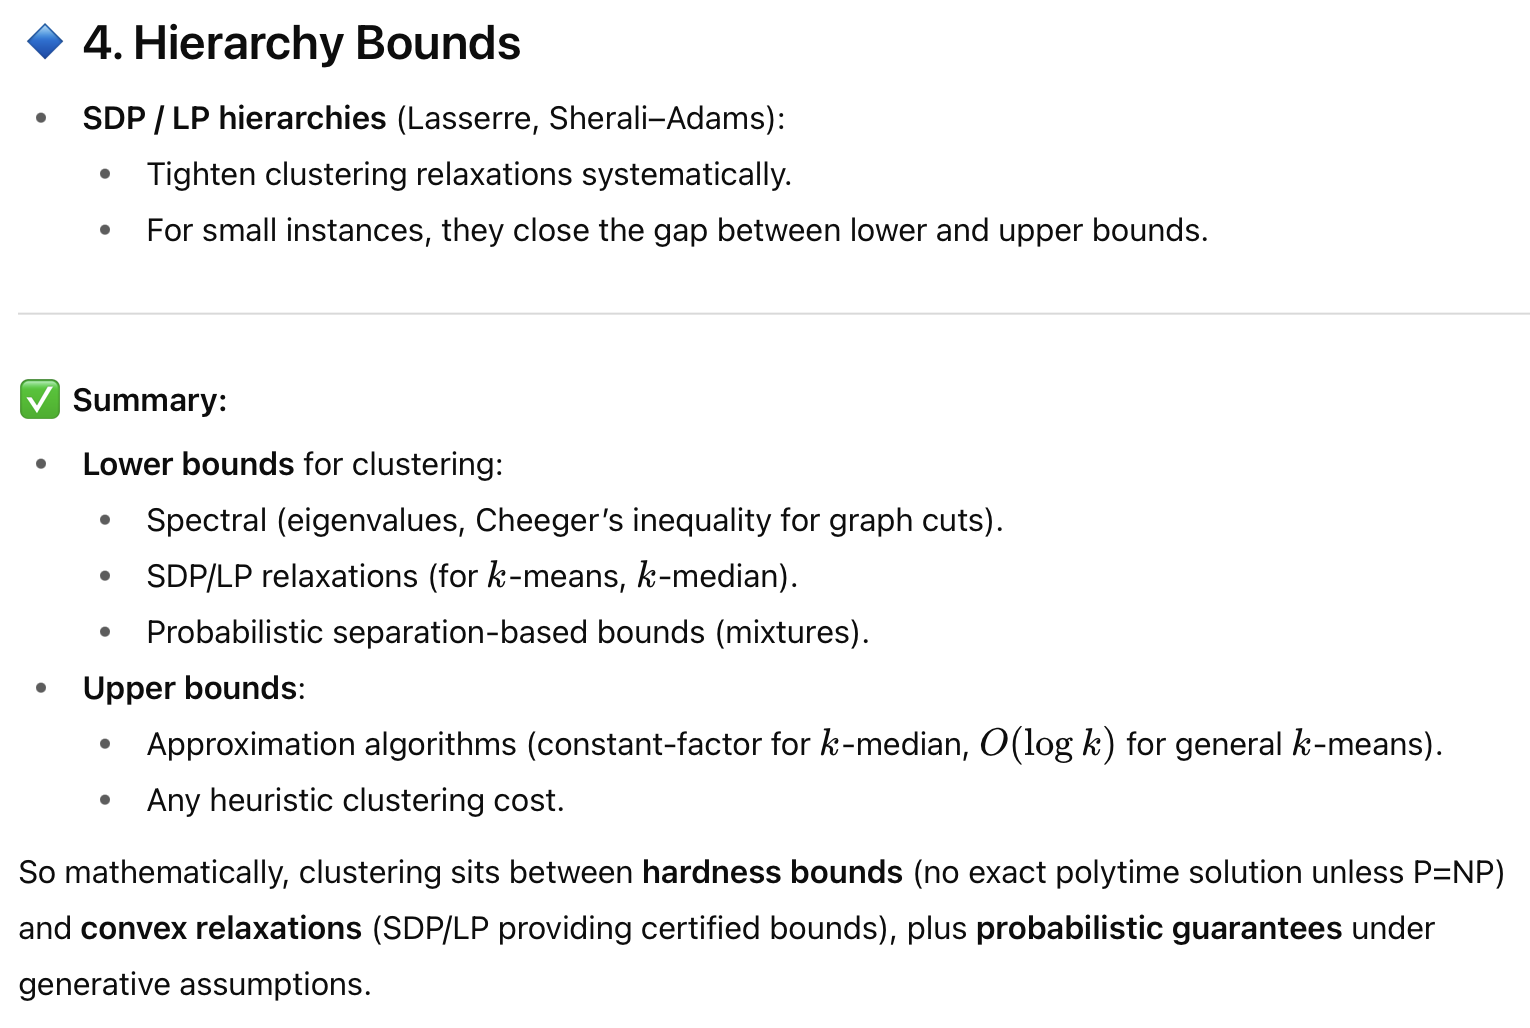 🔷 4. Hierarchy Bounds
• SDP / LP hierarchies (Lasserre, Sherali–Adams):
• Tighten clustering relaxations systematically.
• For small instances, they close the gap between lower and upper bounds.
✅ Summary:
• Lower bounds for clustering:
• Spectral (eigenvalues, Cheeger’s inequality for graph cuts).
• SDP/LP relaxations (for k-means, k-median).
• Probabilistic separation-based bounds (mixtures).
• Upper bounds:
• Approximation algorithms (constant-factor for k-median, O(log k) for general k-means).
• Any heuristic clustering cost.
So mathematically, clustering sits between hardness bounds (no exact polytime solution unless P=NP)
and convex relaxations (SDP/LP providing certified bounds), plus probabilistic guarantees under
generative assumptions.